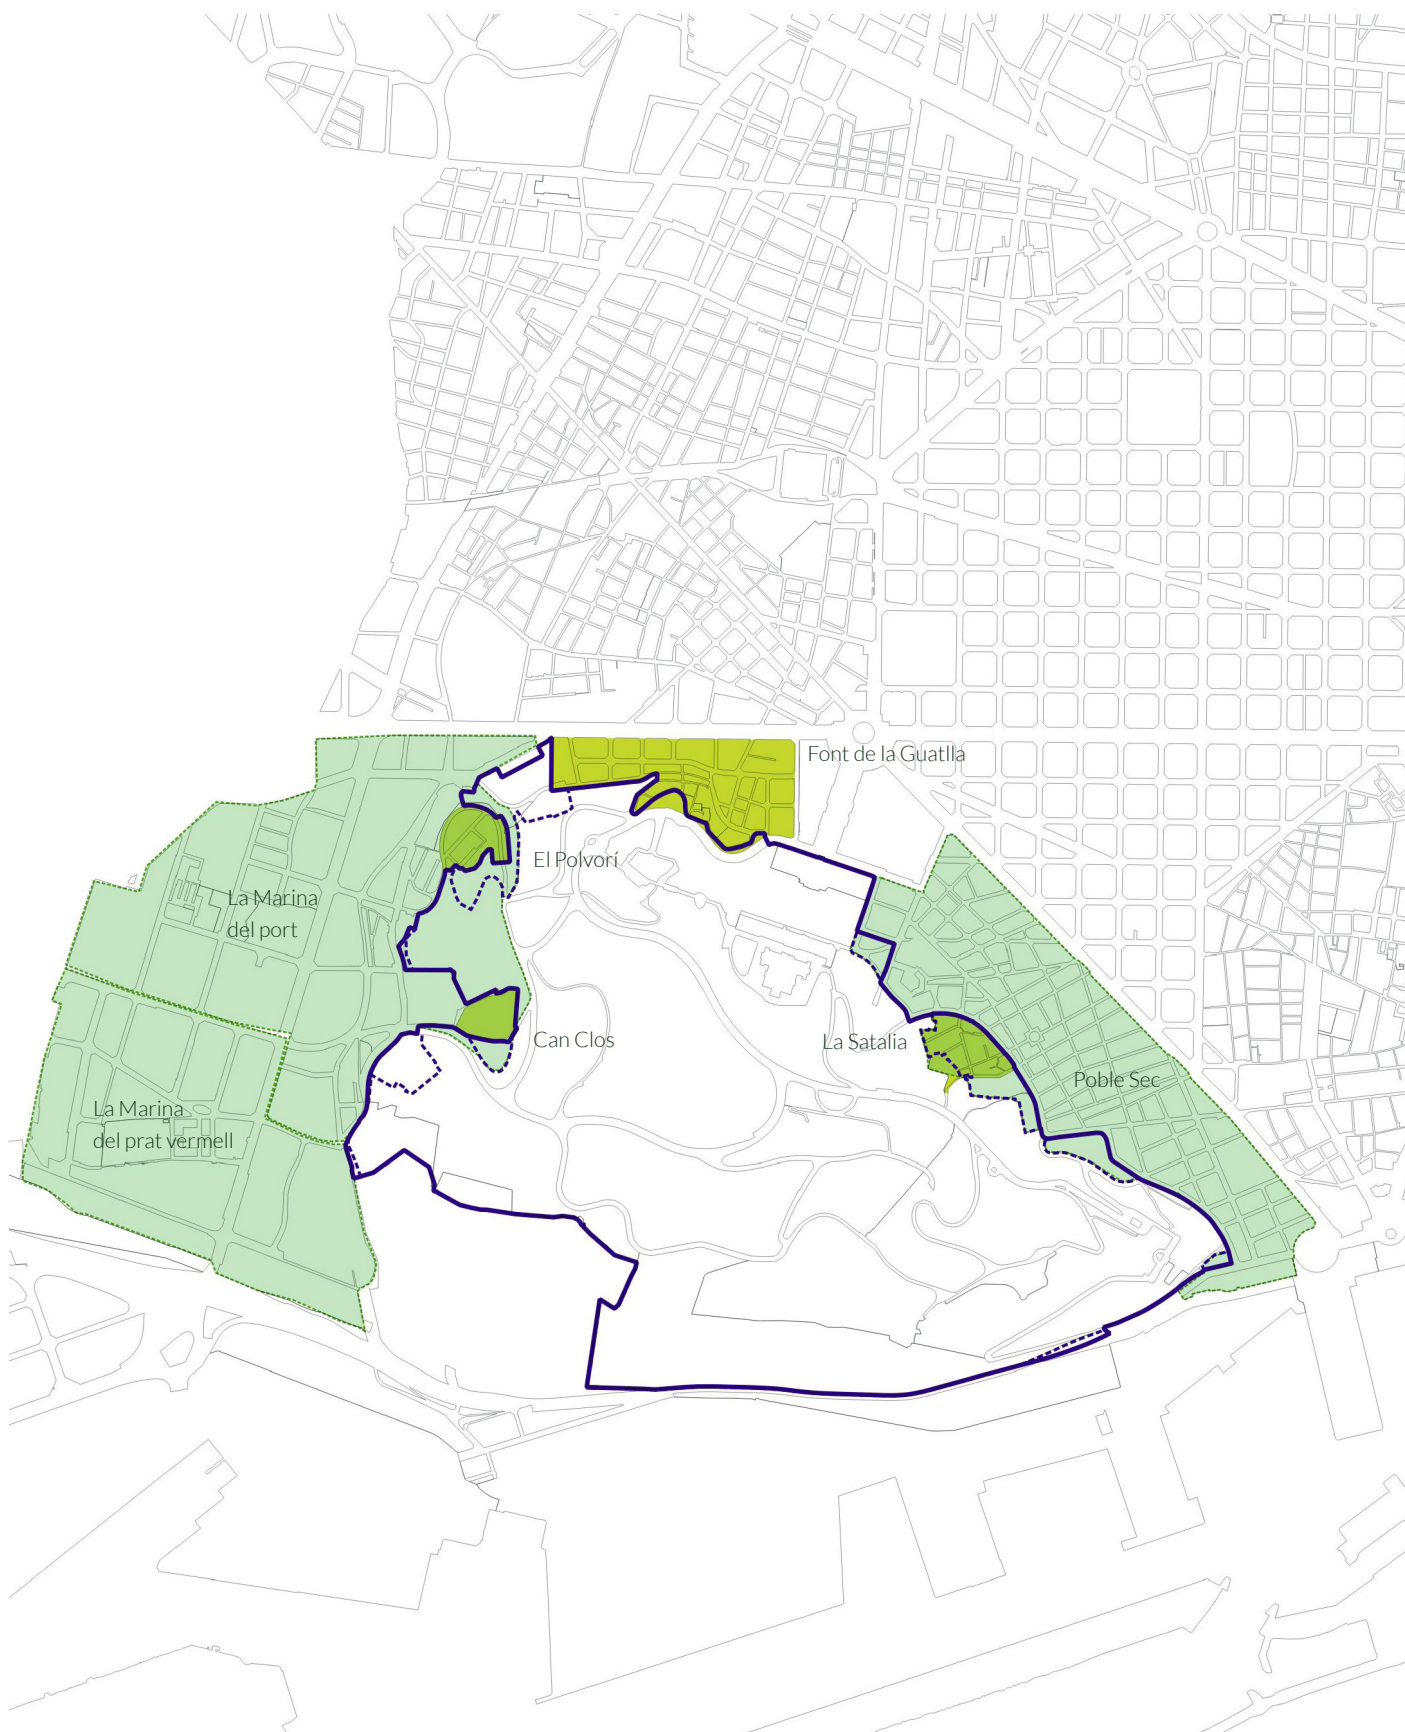 Font de la Guatlla
El Polvorí
La Marina
del port
Can Clos
La Satalia
Poble Sec
La Marina
del prat vermell